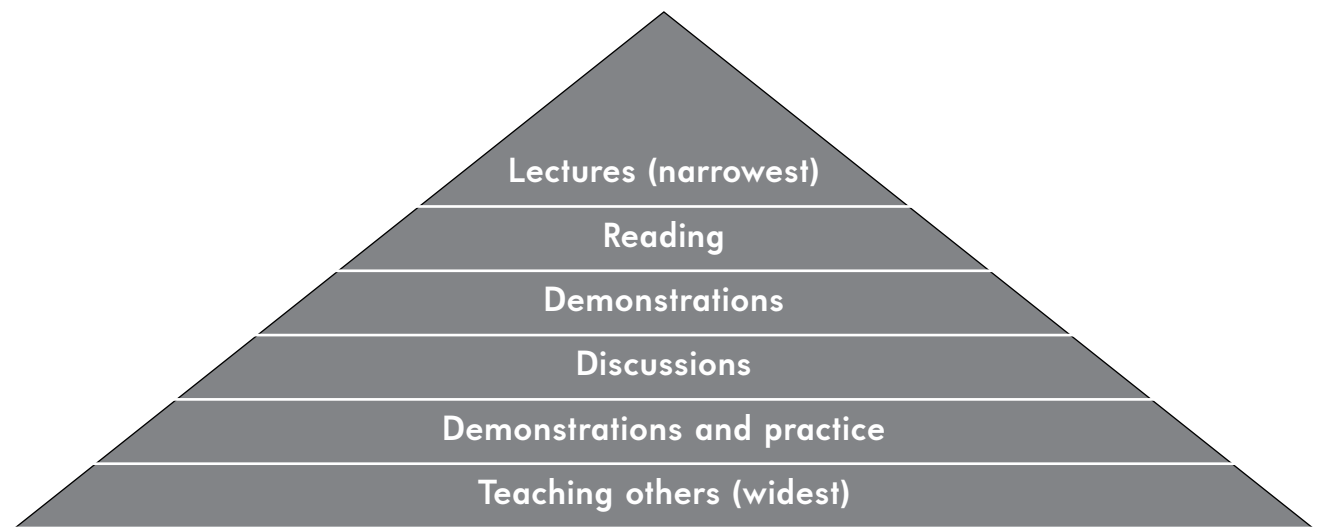 Lectures (narrowest)
Reading
Demonstrations
Discussions
Demonstrations and practice
Teaching others (widest)